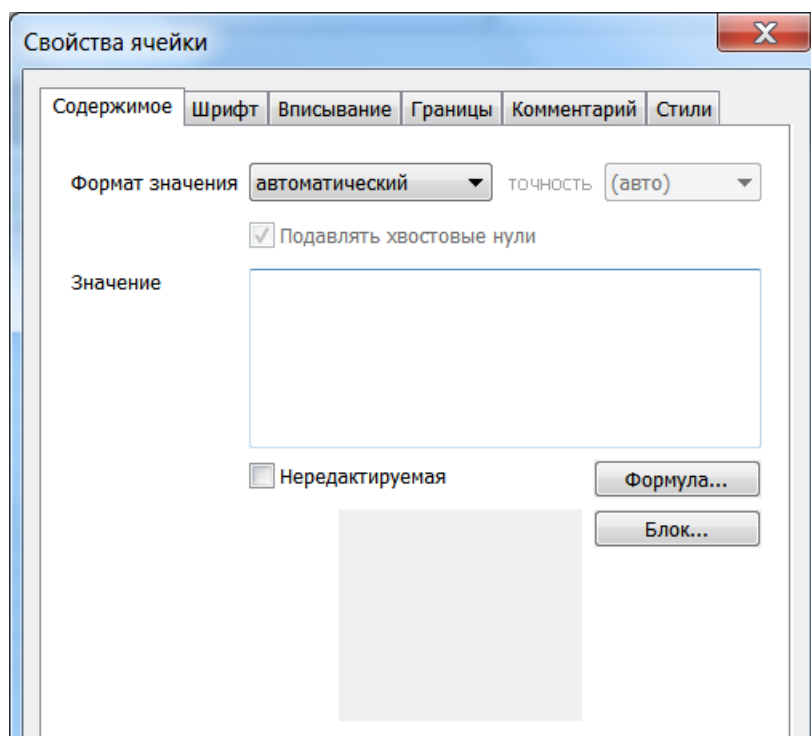 Свойства ячейки
Содержимое Шрифт Вписывание Границы Комментарий Стили
Формат значения автоматический точность (авто)
Подавлять хвостовые нули
Значение
Нередактируемая Формула...
Блок...